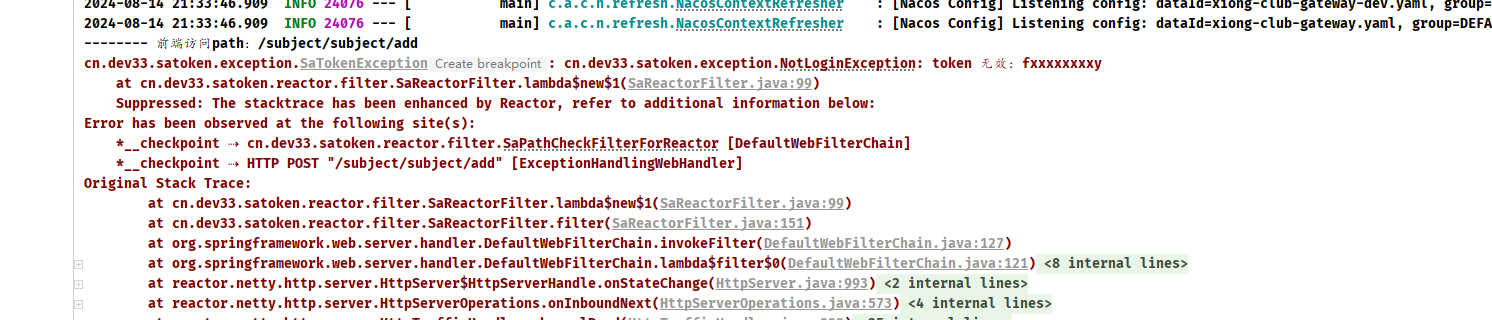 2024-08-14 21:33:46.909  INFO 24076 --- [           main] c.a.c.n.refresh.NacosContextRefresher    : [Nacos Config] Listening config: dataId=xiong-club-gateway-dev.yaml, group=
2024-08-14 21:33:46.909  INFO 24076 --- [           main] c.a.c.n.refresh.NacosContextRefresher    : [Nacos Config] Listening config: dataId=xiong-club-gateway.yaml, group=DEFA
-------- 前端访问path：/subject/subject/add
cn.dev33.satoken.exception.SaTokenException Create breakpoint : cn.dev33.satoken.exception.NotLoginException: token 无效：fxxxxxxxxy
    at cn.dev33.satoken.reactor.filter.SaReactorFilter.lambda$new$1(SaReactorFilter.java:99)
    Suppressed: The stacktrace has been enhanced by Reactor, refer to additional information below:
Error has been observed at the following site(s):
    *__checkpoint ⇢ cn.dev33.satoken.reactor.filter.SaPathCheckFilterForReactor [DefaultWebFilterChain]
    *__checkpoint ⇢ HTTP POST "/subject/subject/add" [ExceptionHandlingWebHandler]
Original Stack Trace:
        at cn.dev33.satoken.reactor.filter.SaReactorFilter.lambda$new$1(SaReactorFilter.java:99)
        at cn.dev33.satoken.reactor.filter.SaReactorFilter.filter(SaReactorFilter.java:151)
        at org.springframework.web.server.handler.DefaultWebFilterChain.invokeFilter(DefaultWebFilterChain.java:127)
        at org.springframework.web.server.handler.DefaultWebFilterChain.lambda$filter$0(DefaultWebFilterChain.java:121) <8 internal lines>
        at reactor.netty.http.server.HttpServer$HttpServerHandle.onStateChange(HttpServer.java:993) <2 internal lines>
        at reactor.netty.http.server.HttpServerOperations.onInboundNext(HttpServerOperations.java:573) <4 internal lines>